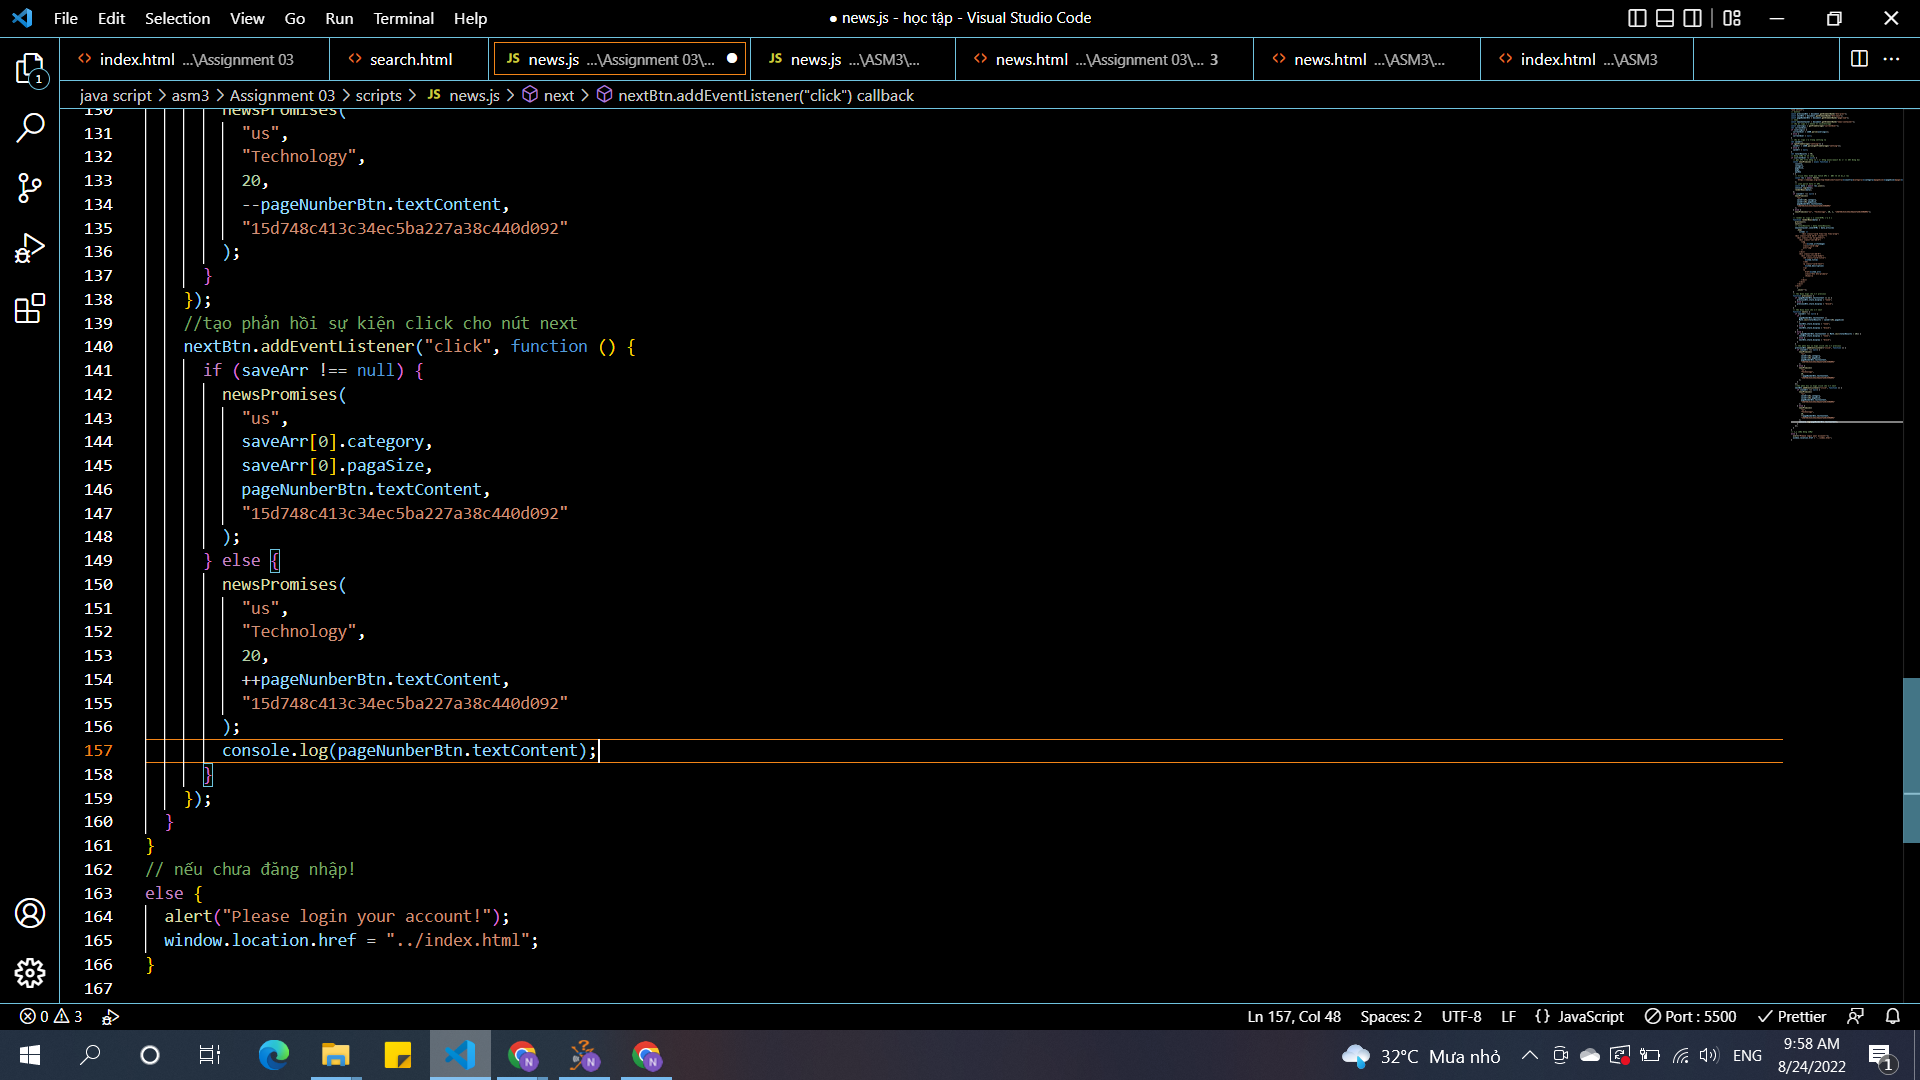 File Edit Selection View Go Run Terminal Help
● news.js - học tập - Visual Studio Code
index.html ...\Assignment 03
search.html
JS news.js ...\Assignment 03\... ●
JS news.js ...\ASM3\...
news.html ...\Assignment 03\... 3
news.html ...\ASM3\...
index.html ...\ASM3
java script > asm3 > Assignment 03 > scripts > JS news.js > next > nextBtn.addEventListener("click") callback
130 newsPromises(
131 "us",
132 "Technology",
133 20,
134 --pageNunberBtn.textContent,
135 "15d748c413c34ec5ba227a38c440d092"
136 );
137 }
138 });
139 //tạo phản hồi sự kiện click cho nút next
140 nextBtn.addEventListener("click", function () {
141 if (saveArr !== null) {
142 newsPromises(
143 "us",
144 saveArr[0].category,
145 saveArr[0].pagaSize,
146 pageNunberBtn.textContent,
147 "15d748c413c34ec5ba227a38c440d092"
148 );
149 } else {
150 newsPromises(
151 "us",
152 "Technology",
153 20,
154 ++pageNunberBtn.textContent,
155 "15d748c413c34ec5ba227a38c440d092"
156 );
157 console.log(pageNunberBtn.textContent);
158 }
159 });
160 }
161 }
162 // nếu chưa đăng nhập!
163 else {
164 alert("Please login your account!");
165 window.location.href = "../index.html";
166 }
167
0 3
Ln 157, Col 48 Spaces: 2 UTF-8 LF {} JavaScript Port : 5500 Prettier
32°C Mưa nhỏ
ENG
9:58 AM
8/24/2022
1
1